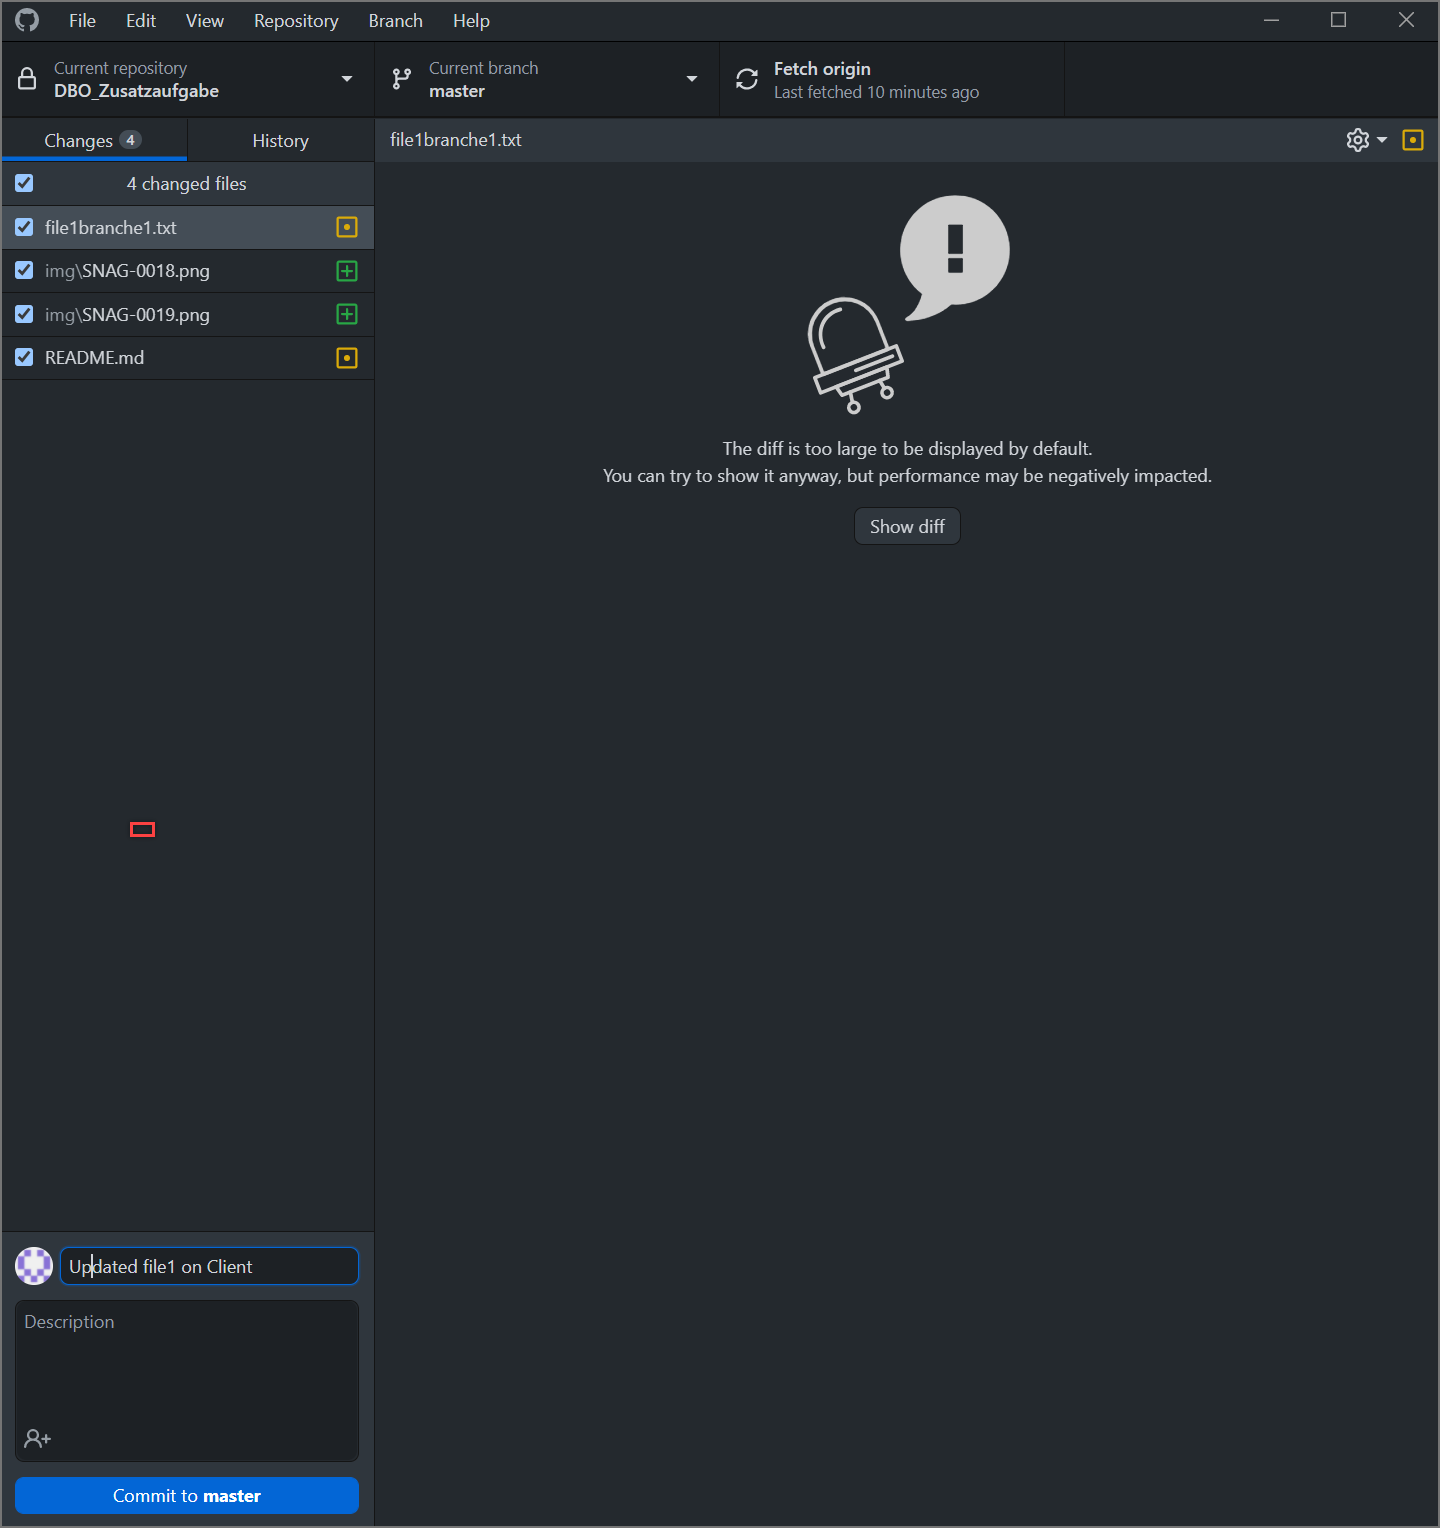 File Edit View Repository Branch Help
Current repository
DBO_Zusatzaufgabe
Current branch
master
Fetch origin
Last fetched 10 minutes ago
Changes 4
History
file1branche1.txt
4 changed files
file1branche1.txt
img\SNAG-0018.png
img\SNAG-0019.png
README.md
The diff is too large to be displayed by default.
You can try to show it anyway, but performance may be negatively impacted.
Show diff
Updated file1 on Client
Description
Commit to master